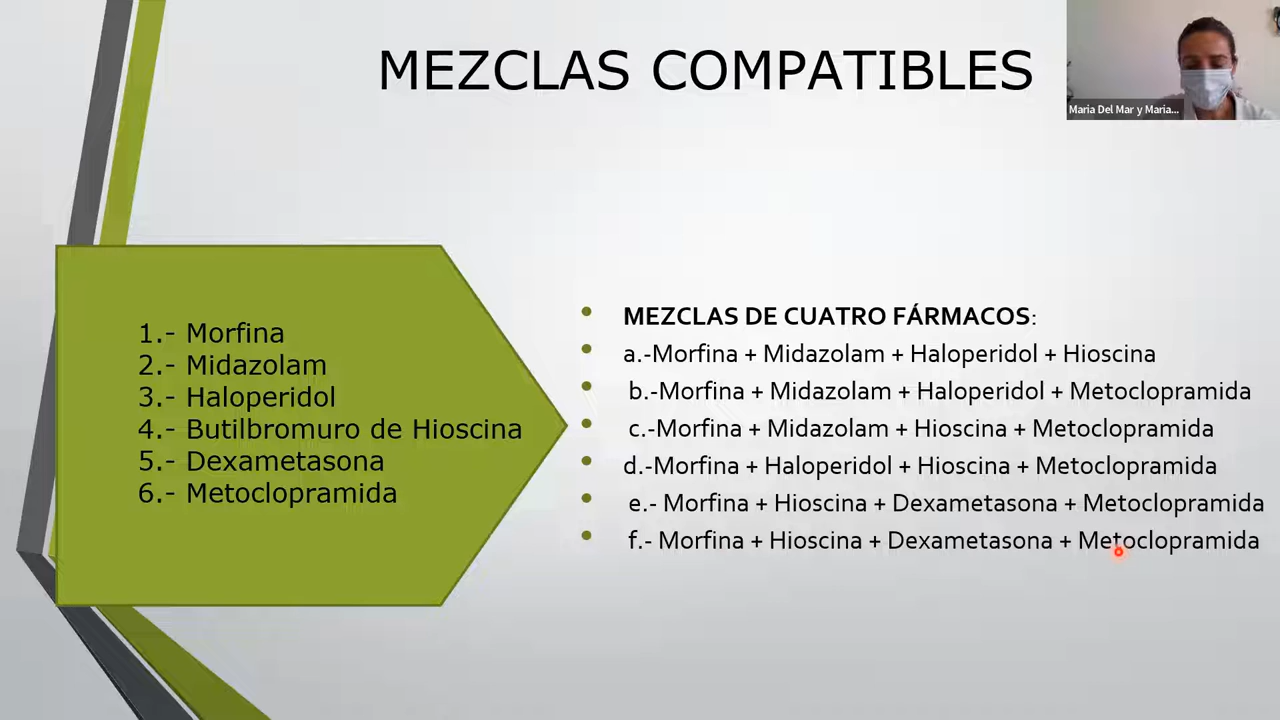 MEZCLAS COMPATIBLES
Maria Del Mar y Maria...
1.- Morfina
2.- Midazolam
3.- Haloperidol
4.- Butilbromuro de Hioscina
5.- Dexametasona
6.- Metoclopramida
MEZCLAS DE CUATRO FÁRMACOS:
a.-Morfina + Midazolam + Haloperidol + Hioscina
b.-Morfina + Midazolam + Haloperidol + Metoclopramida
c.-Morfina + Midazolam + Hioscina + Metoclopramida
d.-Morfina + Haloperidol + Hioscina + Metoclopramida
e.- Morfina + Hioscina + Dexametasona + Metoclopramida
f.- Morfina + Hioscina + Dexametasona + Metoclopramida